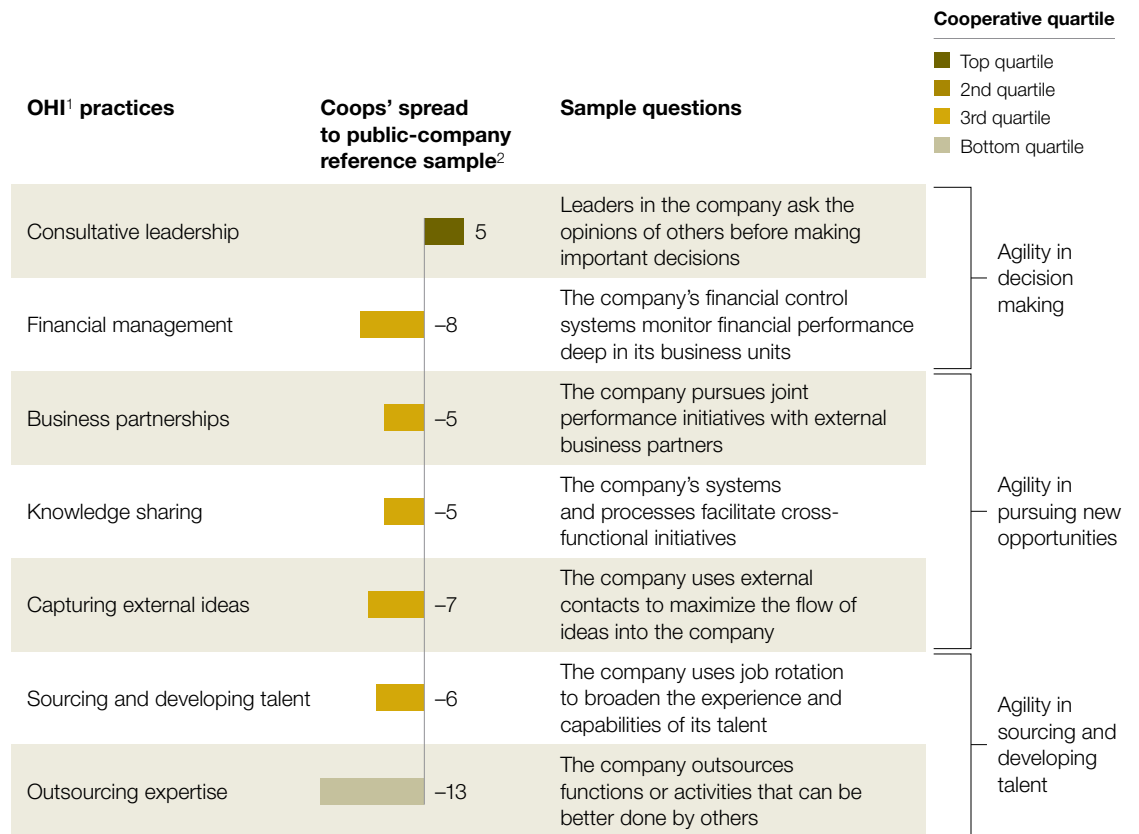 Cooperative quartile
Top quartile
2nd quartile
3rd quartile
Bottom quartile
OHI¹ practices
Coops’ spread
to public-company
reference sample²
Sample questions
Consultative leadership
5
Leaders in the company ask the
opinions of others before making
important decisions
Financial management
–8
The company’s financial control
systems monitor financial performance
deep in its business units
Agility in
decision
making
Business partnerships
–5
The company pursues joint
performance initiatives with external
business partners
Knowledge sharing
–5
The company’s systems
and processes facilitate cross-
functional initiatives
Capturing external ideas
–7
The company uses external
contacts to maximize the flow of
ideas into the company
Agility in
pursuing new
opportunities
Sourcing and developing talent
–6
The company uses job rotation
to broaden the experience and
capabilities of its talent
Outsourcing expertise
–13
The company outsources
functions or activities that can be
better done by others
Agility in
sourcing and
developing
talent